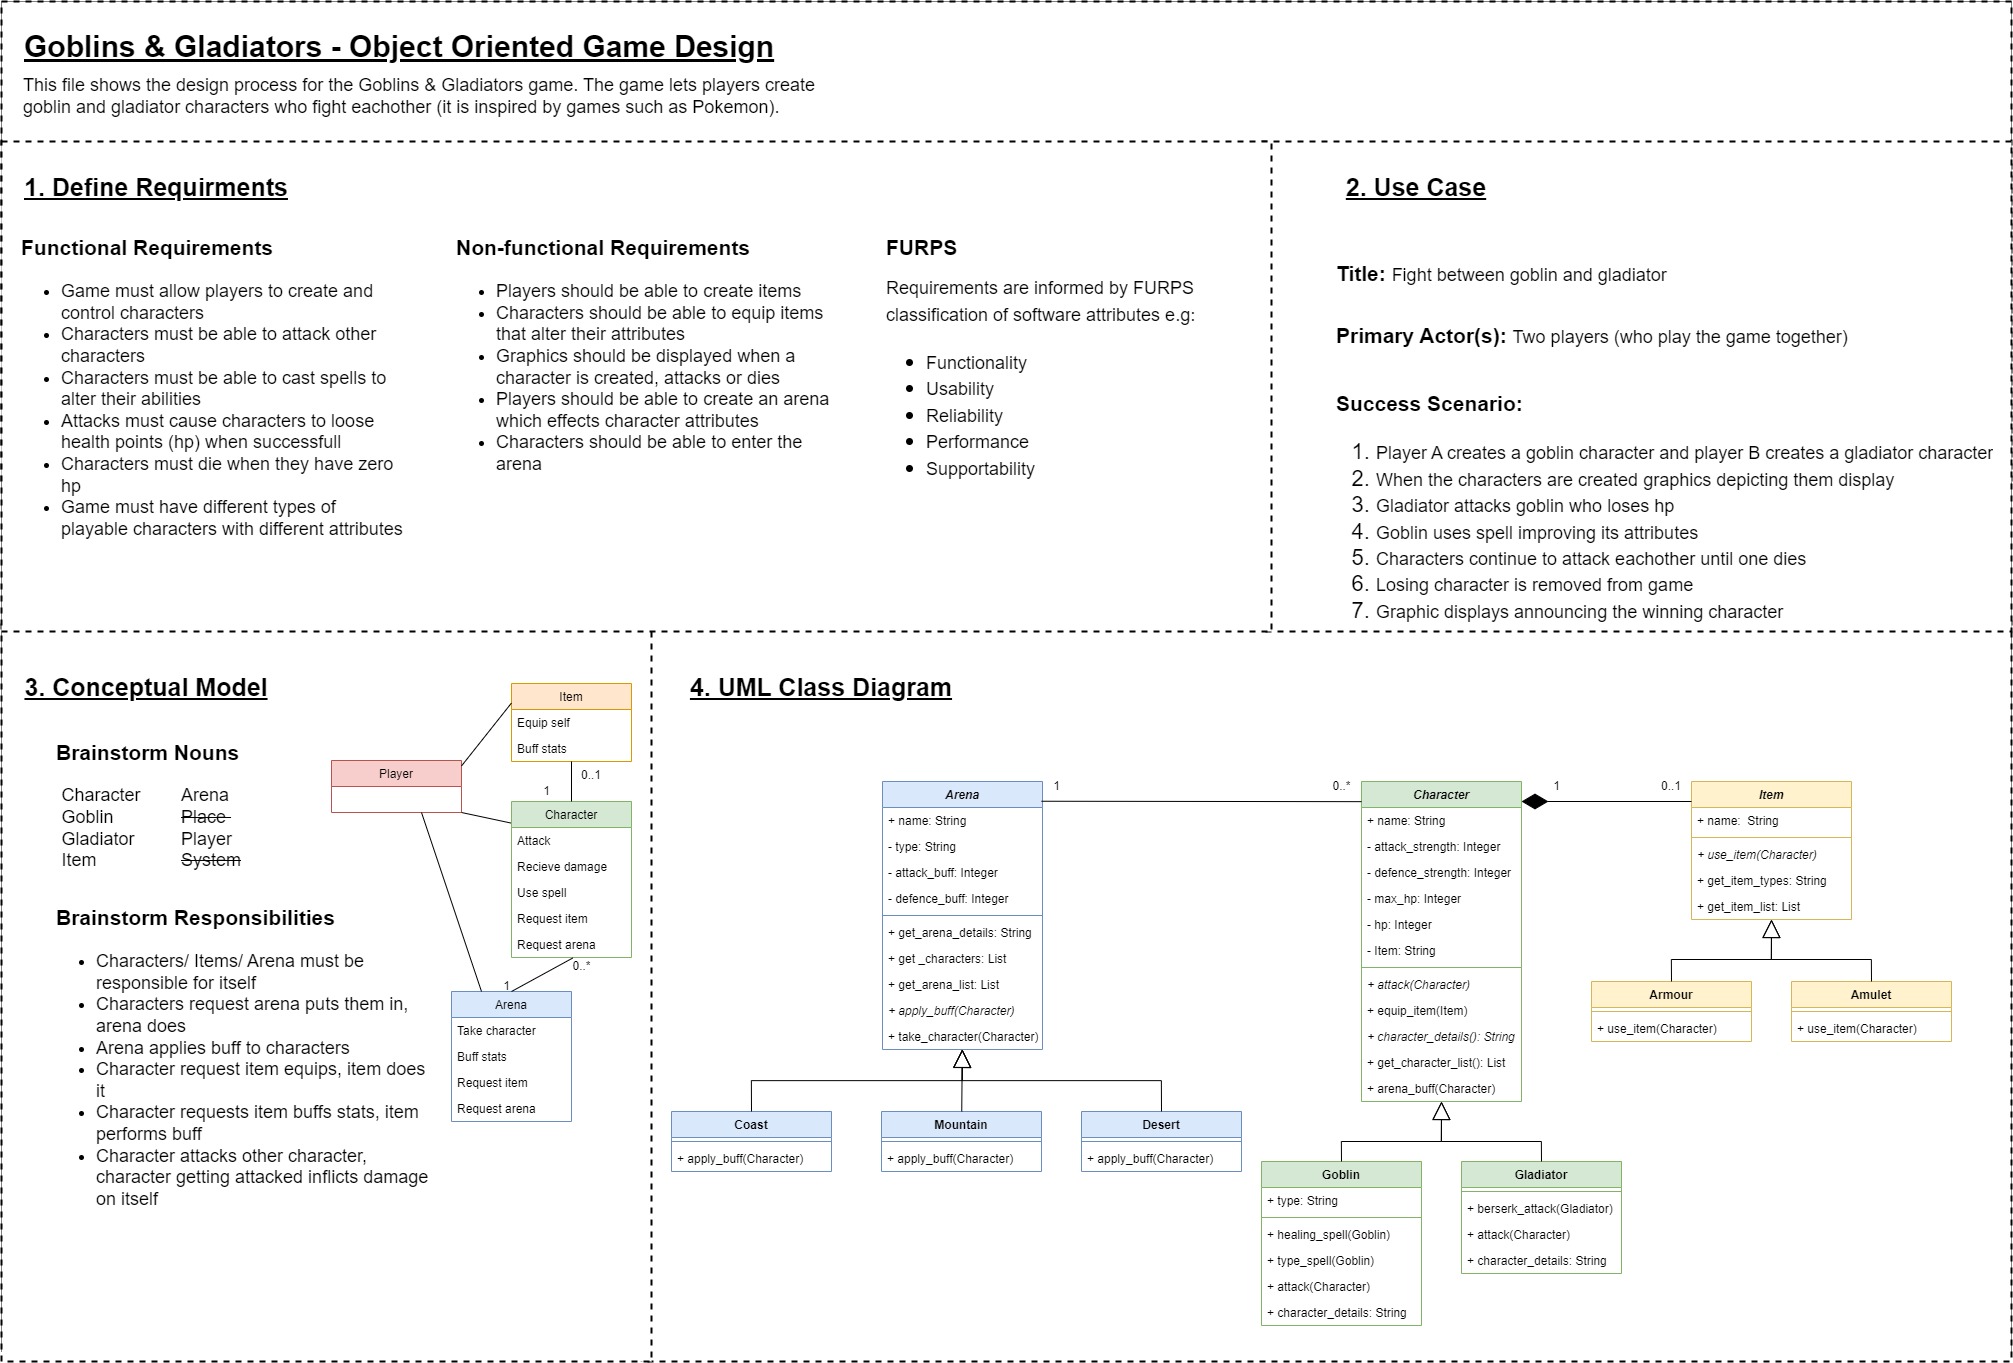 Goblins & Gladiators - Object Oriented Game Design
This file shows the design process for the Goblins & Gladiators game. The game lets players create
goblin and gladiator characters who fight eachother (it is inspired by games such as Pokemon).
1. Define Requirments
Functional Requirements
Game must allow players to create and
control characters
Characters must be able to attack other
characters
Characters must be able to cast spells to
alter their abilities
Attacks must cause characters to loose
health points (hp) when successfull
Characters must die when they have zero
hp
Game must have different types of
playable characters with different attributes
Non-functional Requirements
Players should be able to create items
Characters should be able to equip items
that alter their attributes
Graphics should be displayed when a
character is created, attacks or dies
Players should be able to create an arena
which effects character attributes
Characters should be able to enter the
arena
FURPS
Requirements are informed by FURPS
classification of software attributes e.g:
Functionality
Usability
Reliability
Performance
Supportability
2. Use Case
Title: Fight between goblin and gladiator
Primary Actor(s): Two players (who play the game together)
Success Scenario:
1. Player A creates a goblin character and player B creates a gladiator character
2. When the characters are created graphics depicting them display
3. Gladiator attacks goblin who loses hp
4. Goblin uses spell improving its attributes
5. Characters continue to attack eachother until one dies
6. Losing character is removed from game
7. Graphic displays announcing the winning character
3. Conceptual Model
Brainstorm Nouns
Character Arena
Goblin Place
Gladiator Player
Item System
Brainstorm Responsibilities
Characters/ Items/ Arena must be
responsible for itself
Characters request arena puts them in,
arena does
Arena applies buff to characters
Character request item equips, item does
it
Character requests item buffs stats, item
performs buff
Character attacks other character,
character getting attacked inflicts damage
on itself
Player
Item
Equip self
Buff stats
0..1
1
Character
Attack
Recieve damage
Use spell
Request item
Request arena
0..*
1
Arena
Take character
Buff stats
Request item
Request arena
4. UML Class Diagram
Arena
+ name: String
- type: String
- attack_buff: Integer
- defence_buff: Integer
+ get_arena_details: String
+ get _characters: List
+ get_arena_list: List
+ apply_buff(Character)
+ take_character(Character)
1
0..*
Coast
+ apply_buff(Character)
Mountain
+ apply_buff(Character)
Desert
+ apply_buff(Character)
Character
+ name: String
- attack_strength: Integer
- defence_strength: Integer
- max_hp: Integer
- hp: Integer
- Item: String
+ attack(Character)
+ equip_item(Item)
+ character_details(): String
+ get_character_list(): List
+ arena_buff(Character)
1
0..1
Goblin
+ type: String
+ healing_spell(Goblin)
+ type_spell(Goblin)
+ attack(Character)
+ character_details: String
Gladiator
+ berserk_attack(Gladiator)
+ attack(Character)
+ character_details: String
Item
+ name: String
+ use_item(Character)
+ get_item_types: String
+ get_item_list: List
Armour
+ use_item(Character)
Amulet
+ use_item(Character)